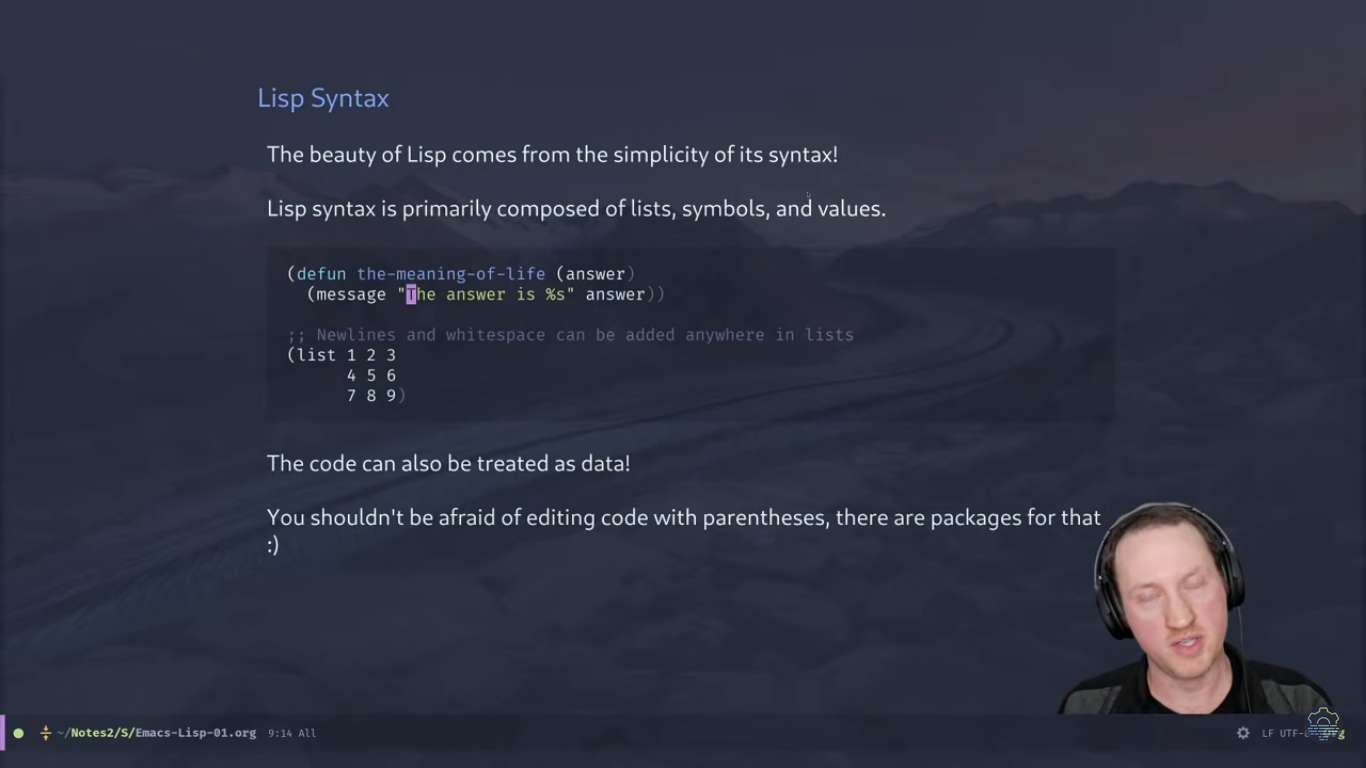 Lisp Syntax
The beauty of Lisp comes from the simplicity of its syntax!
Lisp syntax is primarily composed of lists, symbols, and values.
(defun the-meaning-of-life (answer)
(message "The answer is %s" answer))
;; Newlines and whitespace can be added anywhere in lists
(list 1 2 3
4 5 6
7 8 9)
The code can also be treated as data!
You shouldn't be afraid of editing code with parentheses, there are packages for that
:)
~/Notes2/S/Emacs-Lisp-01.org 9:14 All
LF